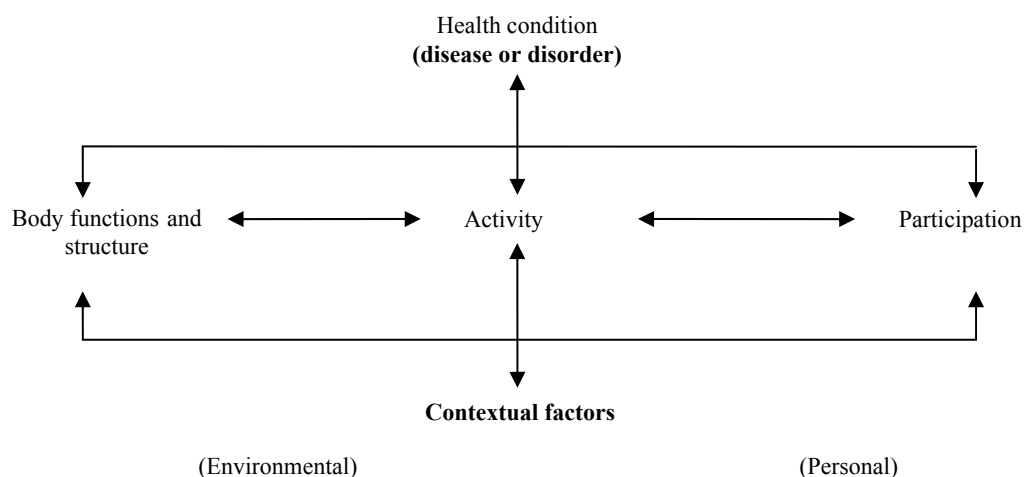 Health condition
(disease or disorder)
Body functions and
structure
Activity
Participation
Contextual factors
(Environmental)
(Personal)